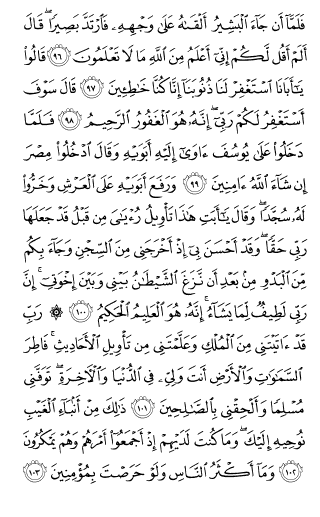 فَلَمَّآ أَن جَآءَ ٱلْبَشِيرُ أَلْقَىٰهُ عَلَىٰ وَجْهِهِۦ فَٱرْتَدَّ بَصِيرًا ۖ قَالَ
أَلَمْ أَقُل لَّكُمْ إِنِّىٓ أَعْلَمُ مِنَ ٱللَّهِ مَا لَا تَعْلَمُونَ ٩٦ قَالُوا۟
يَـٰٓأَبَانَا ٱسْتَغْفِرْ لَنَا ذُنُوبَنَآ إِنَّا كُنَّا خَـٰطِـِٔينَ ٩٧ قَالَ سَوْفَ
أَسْتَغْفِرُ لَكُمْ رَبِّىٓ ۖ إِنَّهُۥ هُوَ ٱلْغَفُورُ ٱلرَّحِيمُ ٩٨ فَلَمَّا
دَخَلُوا۟ عَلَىٰ يُوسُفَ ءَاوَىٰٓ إِلَيْهِ أَبَوَيْهِ وَقَالَ ٱدْخُلُوا۟ مِصْرَ
إِن شَآءَ ٱللَّهُ ءَامِنِينَ ٩٩ وَرَفَعَ أَبَوَيْهِ عَلَى ٱلْعَرْشِ وَخَرُّوا۟
لَهُۥ سُجَّدًا ۖ وَقَالَ يَـٰٓأَبَتِ هَـٰذَا تَأْوِيلُ رُءْيَـٰىَ مِن قَبْلُ قَدْ جَعَلَهَا
رَبِّى حَقًّا ۖ وَقَدْ أَحْسَنَ بِىٓ إِذْ أَخْرَجَنِى مِنَ ٱلسِّجْنِ وَجَآءَ بِكُم
مِّنَ ٱلْبَدْوِ مِنۢ بَعْدِ أَن نَّزَغَ ٱلشَّيْطَـٰنُ بَيْنِى وَبَيْنَ إِخْوَتِىٓ ۚ إِنَّ
رَبِّى لَطِيفٌ لِّمَا يَشَآءُ ۚ إِنَّهُۥ هُوَ ٱلْعَلِيمُ ٱلْحَكِيمُ ١٠٠ ۞ رَبِّ
قَدْ ءَاتَيْتَنِى مِنَ ٱلْمُلْكِ وَعَلَّمْتَنِى مِن تَأْوِيلِ ٱلْأَحَادِيثِ ۚ فَاطِرَ
ٱلسَّمَـٰوَٰتِ وَٱلْأَرْضِ أَنتَ وَلِىِّۦ فِى ٱلدُّنْيَا وَٱلْـَٔاخِرَةِ ۖ تَوَفَّنِى
مُسْلِمًا وَأَلْحِقْنِى بِٱلصَّـٰلِحِينَ ١٠١ ذَٰلِكَ مِنْ أَنۢبَآءِ ٱلْغَيْبِ
نُوحِيهِ إِلَيْكَ ۖ وَمَا كُنتَ لَدَيْهِمْ إِذْ أَجْمَعُوٓا۟ أَمْرَهُمْ وَهُمْ يَمْكُرُونَ
١٠٢ وَمَآ أَكْثَرُ ٱلنَّاسِ وَلَوْ حَرَصْتَ بِمُؤْمِنِينَ ١٠٣